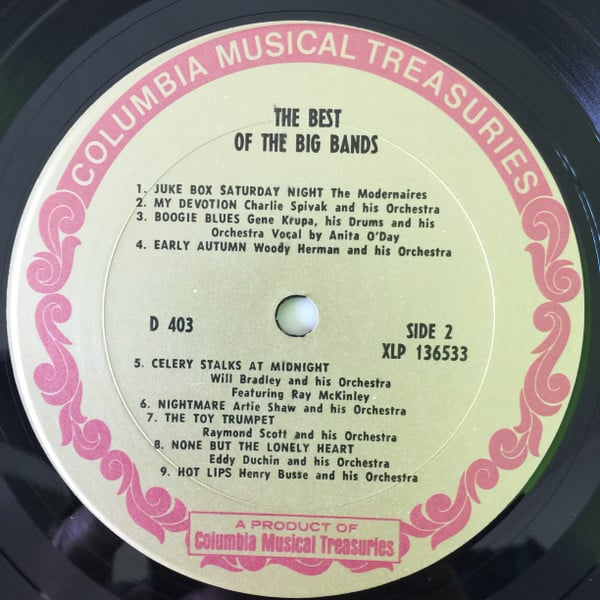 COLUMBIA MUSICAL TREASURIES
THE BEST
OF THE BIG BANDS
1. JUKE BOX SATURDAY NIGHT The Modernaires
2. MY DEVOTION Charlie Spivak and his Orchestra
3. BOOGIE BLUES Gene Krupa, his Drums and his
Orchestra Vocal by Anita O'Day
4. EARLY AUTUMN Woody Herman and his Orchestra
D 403
SIDE 2
XLP 136533
5. CELERY STALKS AT MIDNIGHT
Will Bradley and his Orchestra
Featuring Ray McKinley
6. NIGHTMARE Artie Shaw and his Orchestra
7. THE TOY TRUMPET
Raymond Scott and his Orchestra
8. NONE BUT THE LONELY HEART
Eddy Duchin and his Orchestra
9. HOT LIPS Henry Busse and his Orchestra
A PRODUCT OF
Columbia Musical Treasuries